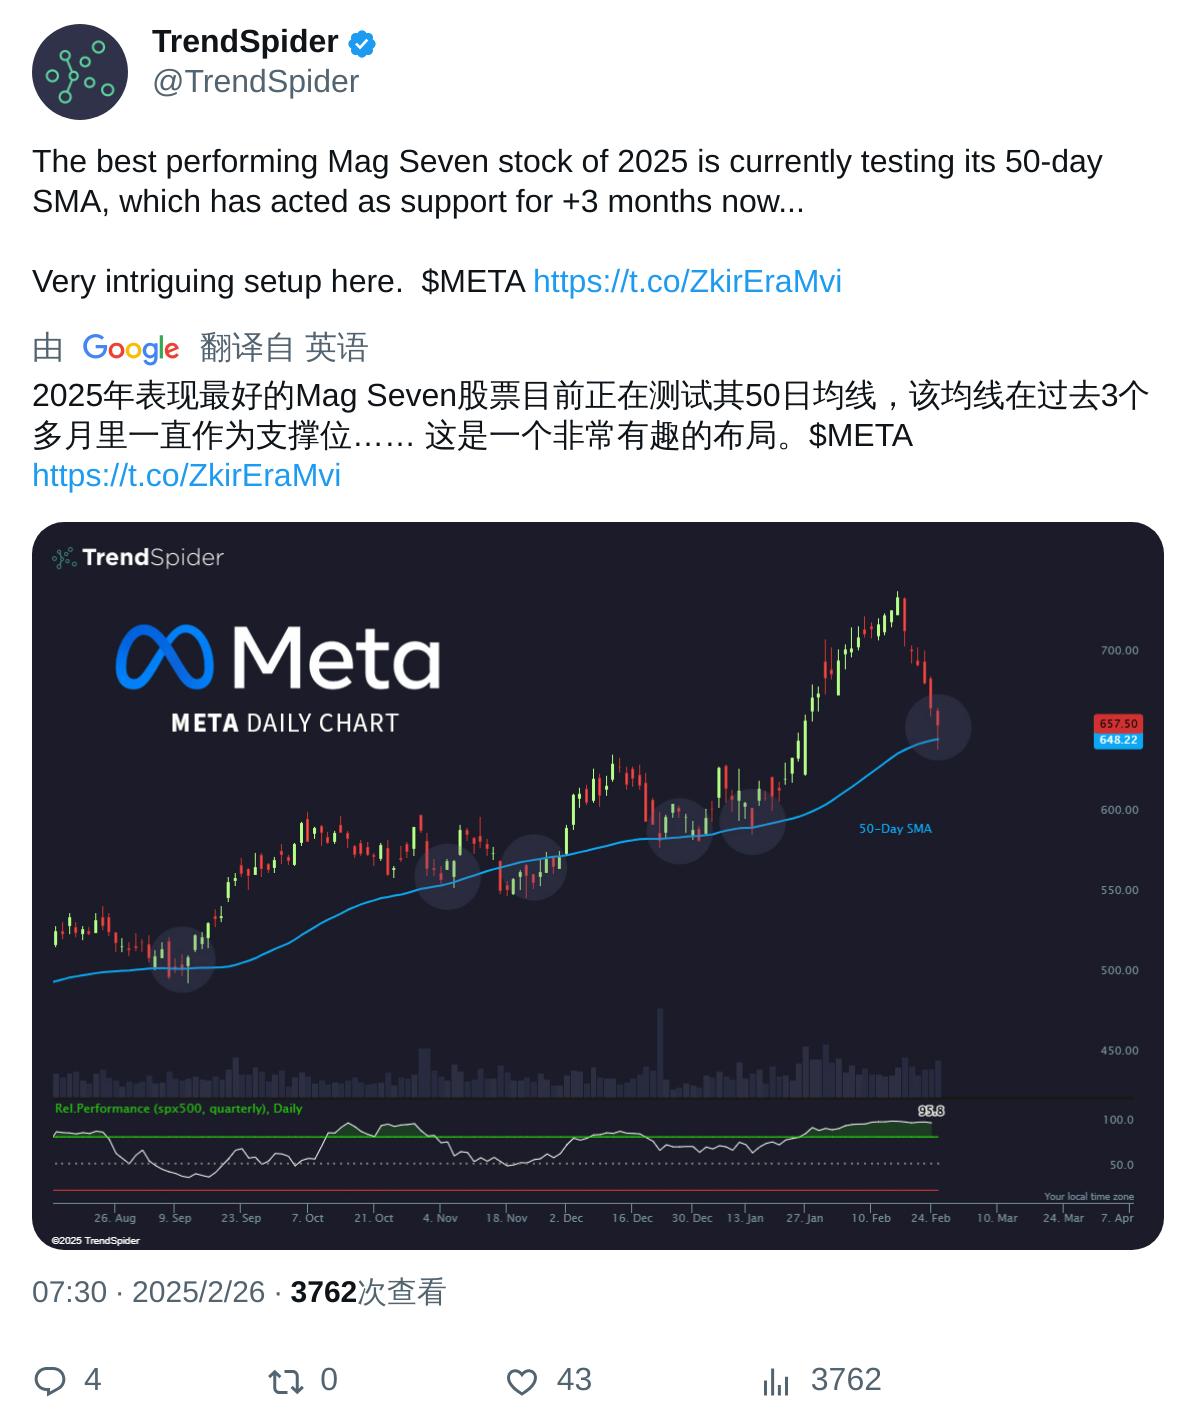 TrendSpider
@TrendSpider
The best performing Mag Seven stock of 2025 is currently testing its 50-day
SMA, which has acted as support for +3 months now...
Very intriguing setup here.  $META https://t.co/ZkirEraMvi
由 Google 翻译自 英语
2025年表现最好的Mag Seven股票目前正在测试其50日均线，该均线在过去3个
多月里一直作为支撑位…… 这是一个非常有趣的布局。$META
https://t.co/ZkirEraMvi
TrendSpider
Meta
META DAILY CHART
700.00
657.50
648.22
600.00
50-Day SMA
550.00
500.00
450.00
Rel.Performance (spx500, quarterly), Daily
95.8
100.0
50.0
Your local time zone
26. Aug 9. Sep 23. Sep 7. Oct 21. Oct 4. Nov 18. Nov 2. Dec 16. Dec 30. Dec 13. Jan 27. Jan 10. Feb 24. Feb 10. Mar 24. Mar 7. Apr
©2025 TrendSpider
07:30 · 2025/2/26 · 3762次查看
4 0 43 3762